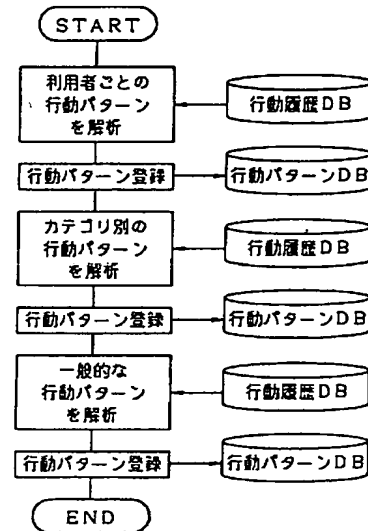 START
利用者ごとの
行動パターン
を解析
行動履歴DB
行動パターン登録
行動パターンDB
カテゴリ別の
行動パターン
を解析
行動履歴DB
行動パターン登録
行動パターンDB
一般的な
行動パターン
を解析
行動履歴DB
行動パターン登録
行動パターンDB
END